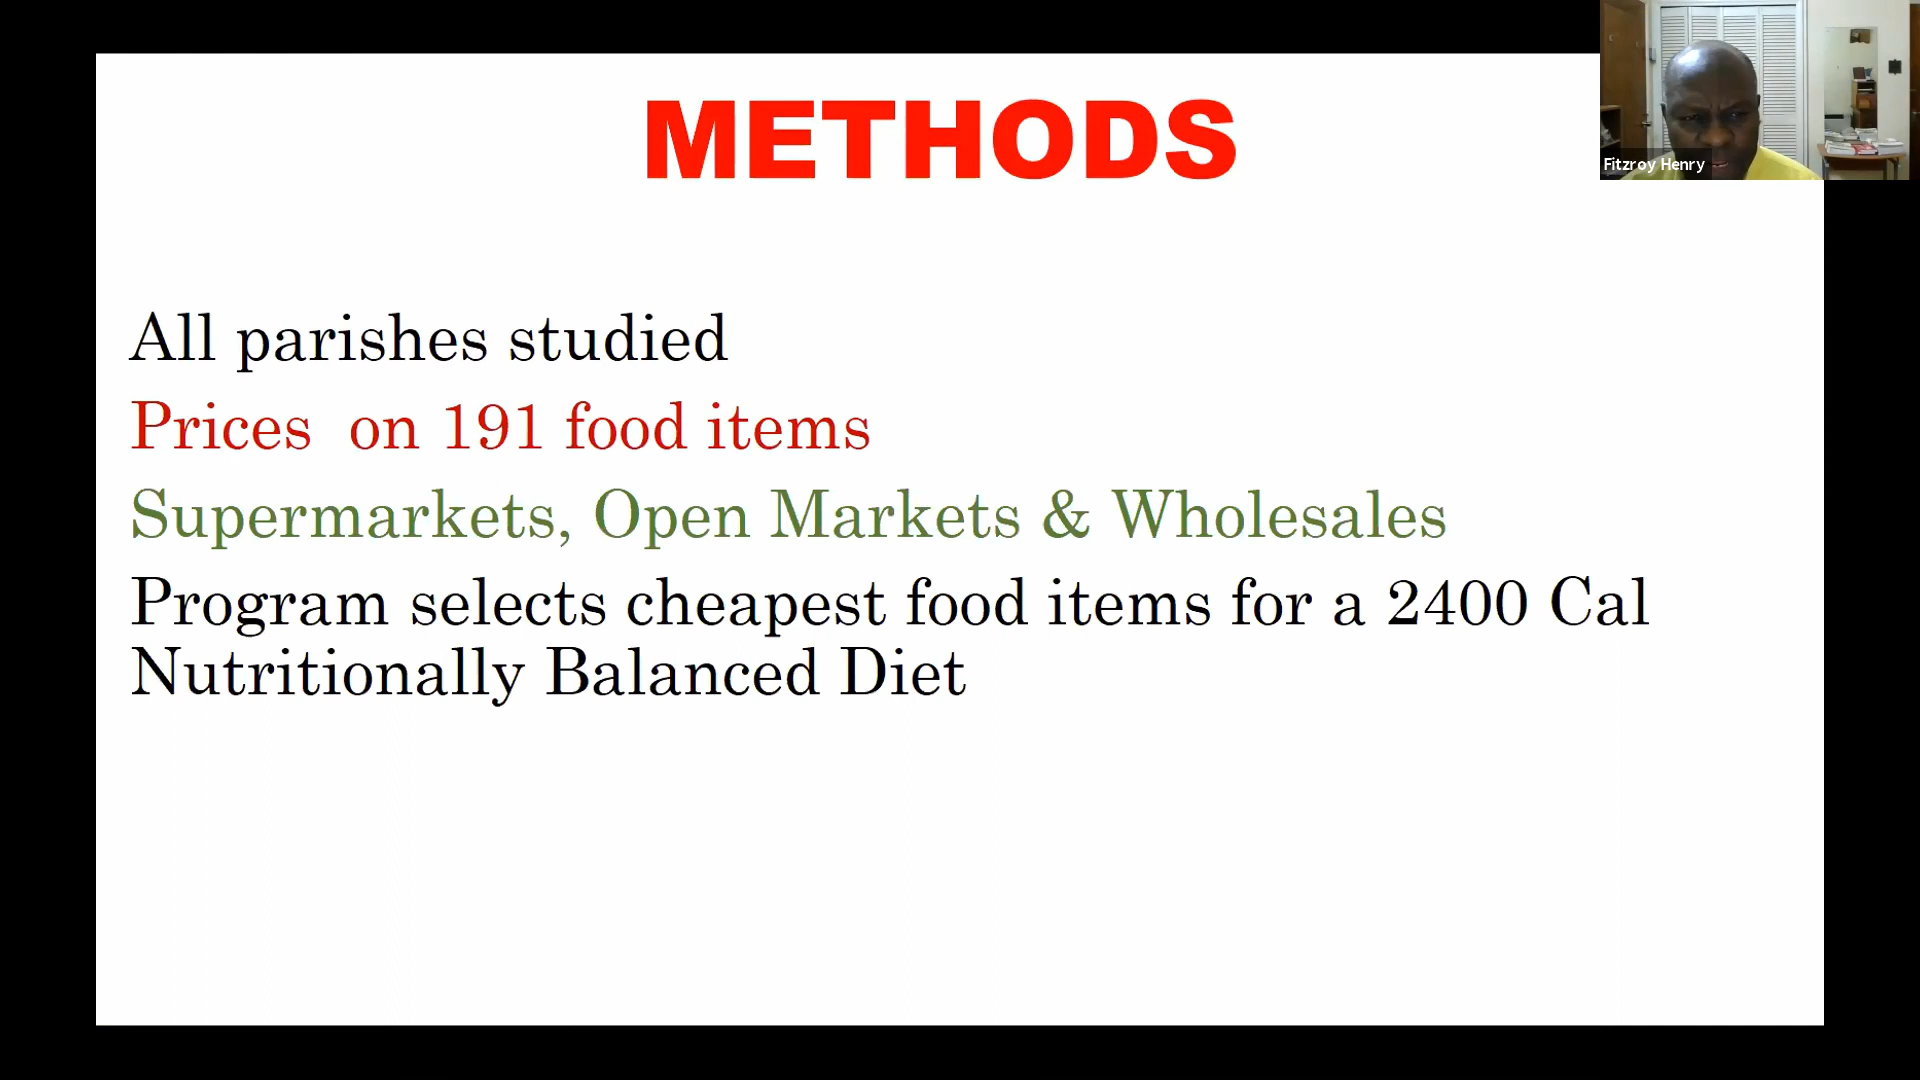 METHODS
Fitzroy Henry
All parishes studied
Prices on 191 food items
Supermarkets, Open Markets & Wholesales
Program selects cheapest food items for a 2400 Cal
Nutritionally Balanced Diet